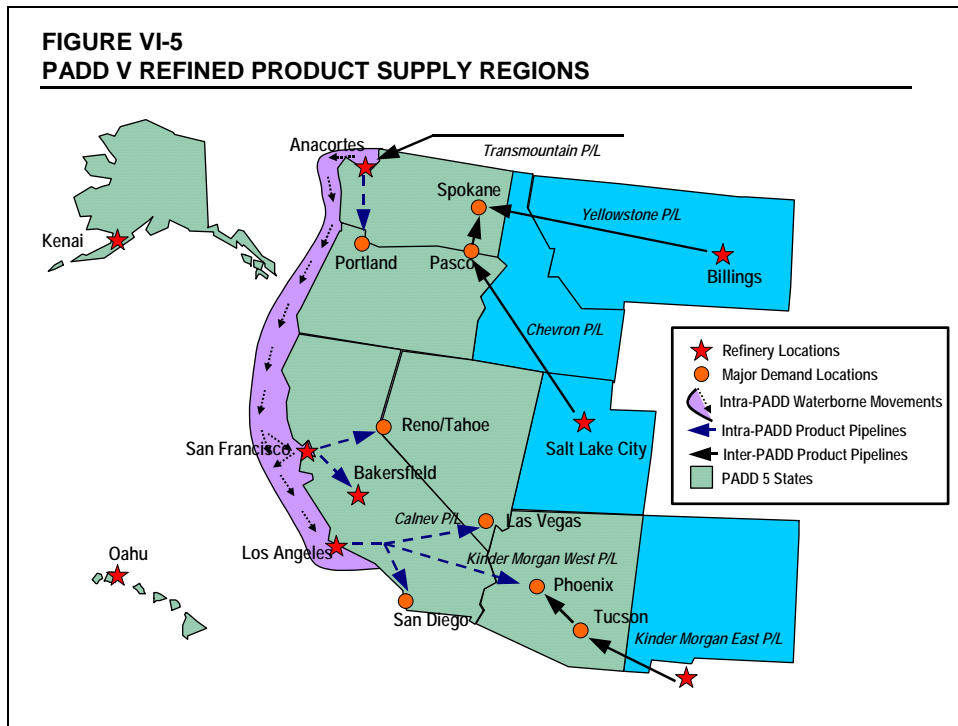 FIGURE VI-5
PADD V REFINED PRODUCT SUPPLY REGIONS
Anacortes
Transmountain P/L
Spokane
Yellowstone P/L
Kenai
Portland
Pasco
Billings
Chevron P/L
Refinery Locations
Major Demand Locations
Intra-PADD Waterborne Movements
Intra-PADD Product Pipelines
Inter-PADD Product Pipelines
PADD 5 States
Reno/Tahoe
San Francisco
Salt Lake City
Bakersfield
Calnev P/L
Las Vegas
Los Angeles
Oahu
Kinder Morgan West P/L
Phoenix
San Diego
Tucson
Kinder Morgan East P/L